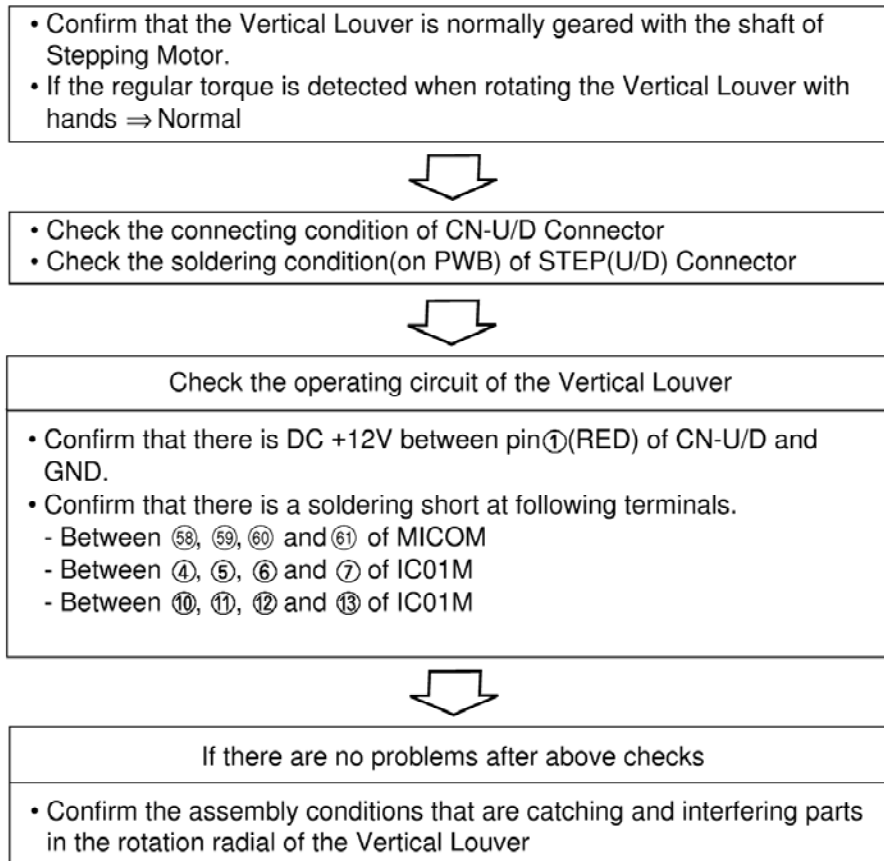 • Confirm that the Vertical Louver is normally geared with the shaft of
Stepping Motor.
• If the regular torque is detected when rotating the Vertical Louver with
hands ⇒ Normal
• Check the connecting condition of CN-U/D Connector
• Check the soldering condition(on PWB) of STEP(U/D) Connector
Check the operating circuit of the Vertical Louver
• Confirm that there is DC +12V between pin①(RED) of CN-U/D and
GND.
• Confirm that there is a soldering short at following terminals.
- Between 58, 59, 60 and 61 of MICOM
- Between ④, ⑤, ⑥ and ⑦ of IC01M
- Between ⑩, ⑪, ⑫ and ⑬ of IC01M
If there are no problems after above checks
• Confirm the assembly conditions that are catching and interfering parts
in the rotation radial of the Vertical Louver